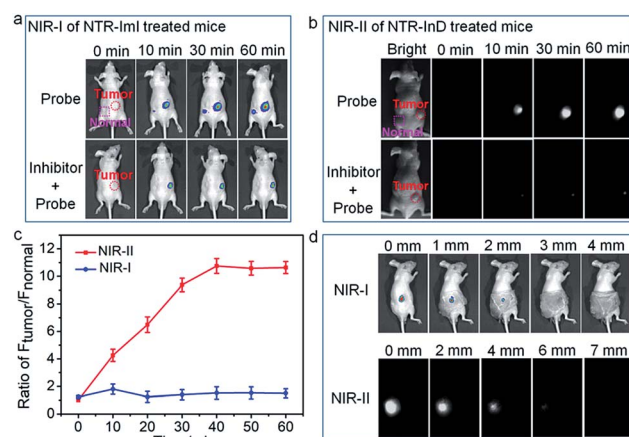 a NIR-I of NTR-ImI treated mice
0 min 10 min 30 min 60 min
Probe
Tumor
Normal
Inhibitor
+
Probe
Tumor
b NIR-II of NTR-InD treated mice
Bright 0 min 10 min 30 min 60 min
Probe
Tumor
Normal
Inhibitor
+
Probe
Tumor
c
Ratio of Ftumor/Fnormal
NIR-II
NIR-I
12
10
8
6
4
2
0
0 10 20 30 40 50 60
d
0 mm 1 mm 2 mm 3 mm 4 mm
NIR-I
0 mm 2 mm 4 mm 6 mm 7 mm
NIR-II